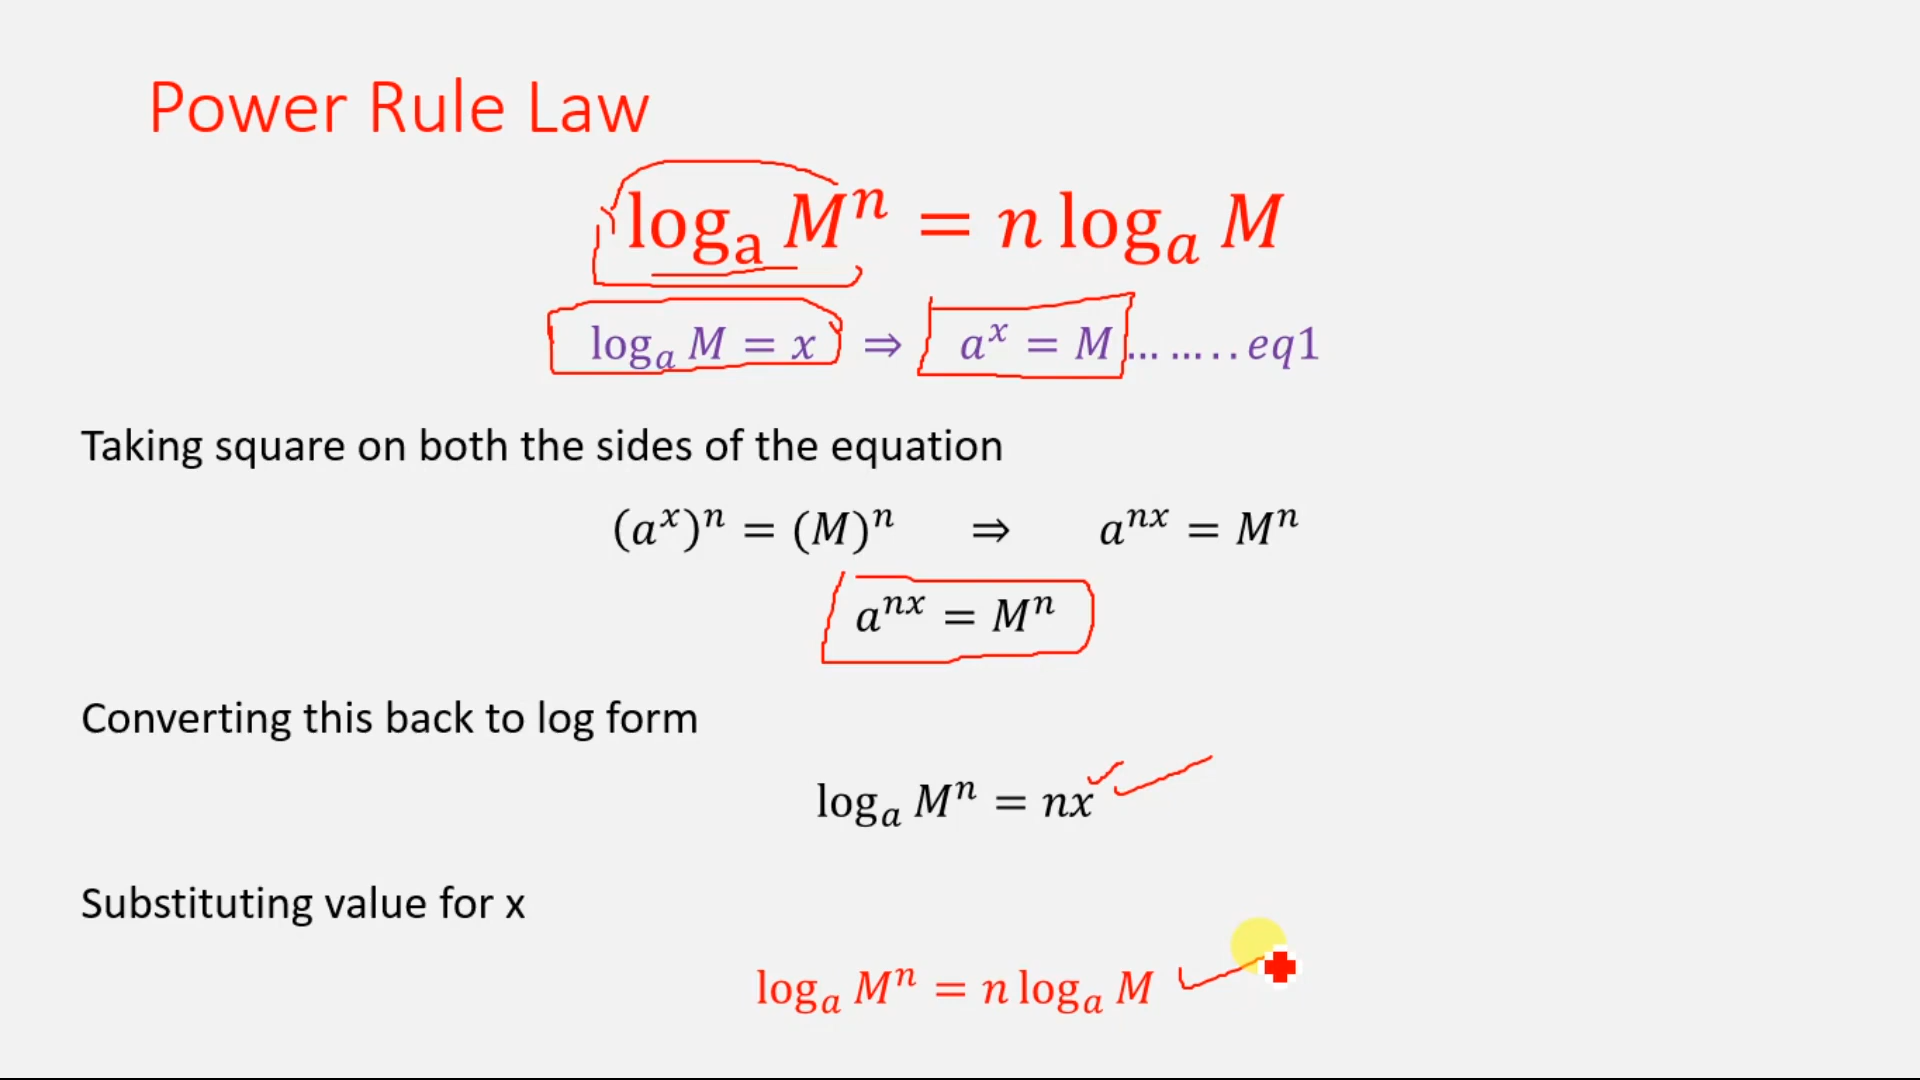 Power Rule Law
logₐ Mⁿ = n logₐ M
logₐ M = x ⇒ aˣ = M … … . . eq1
Taking square on both the sides of the equation
(aˣ)ⁿ = (M)ⁿ ⇒ aⁿˣ = Mⁿ
aⁿˣ = Mⁿ
Converting this back to log form
logₐ Mⁿ = nx
Substituting value for x
logₐ Mⁿ = n logₐ M